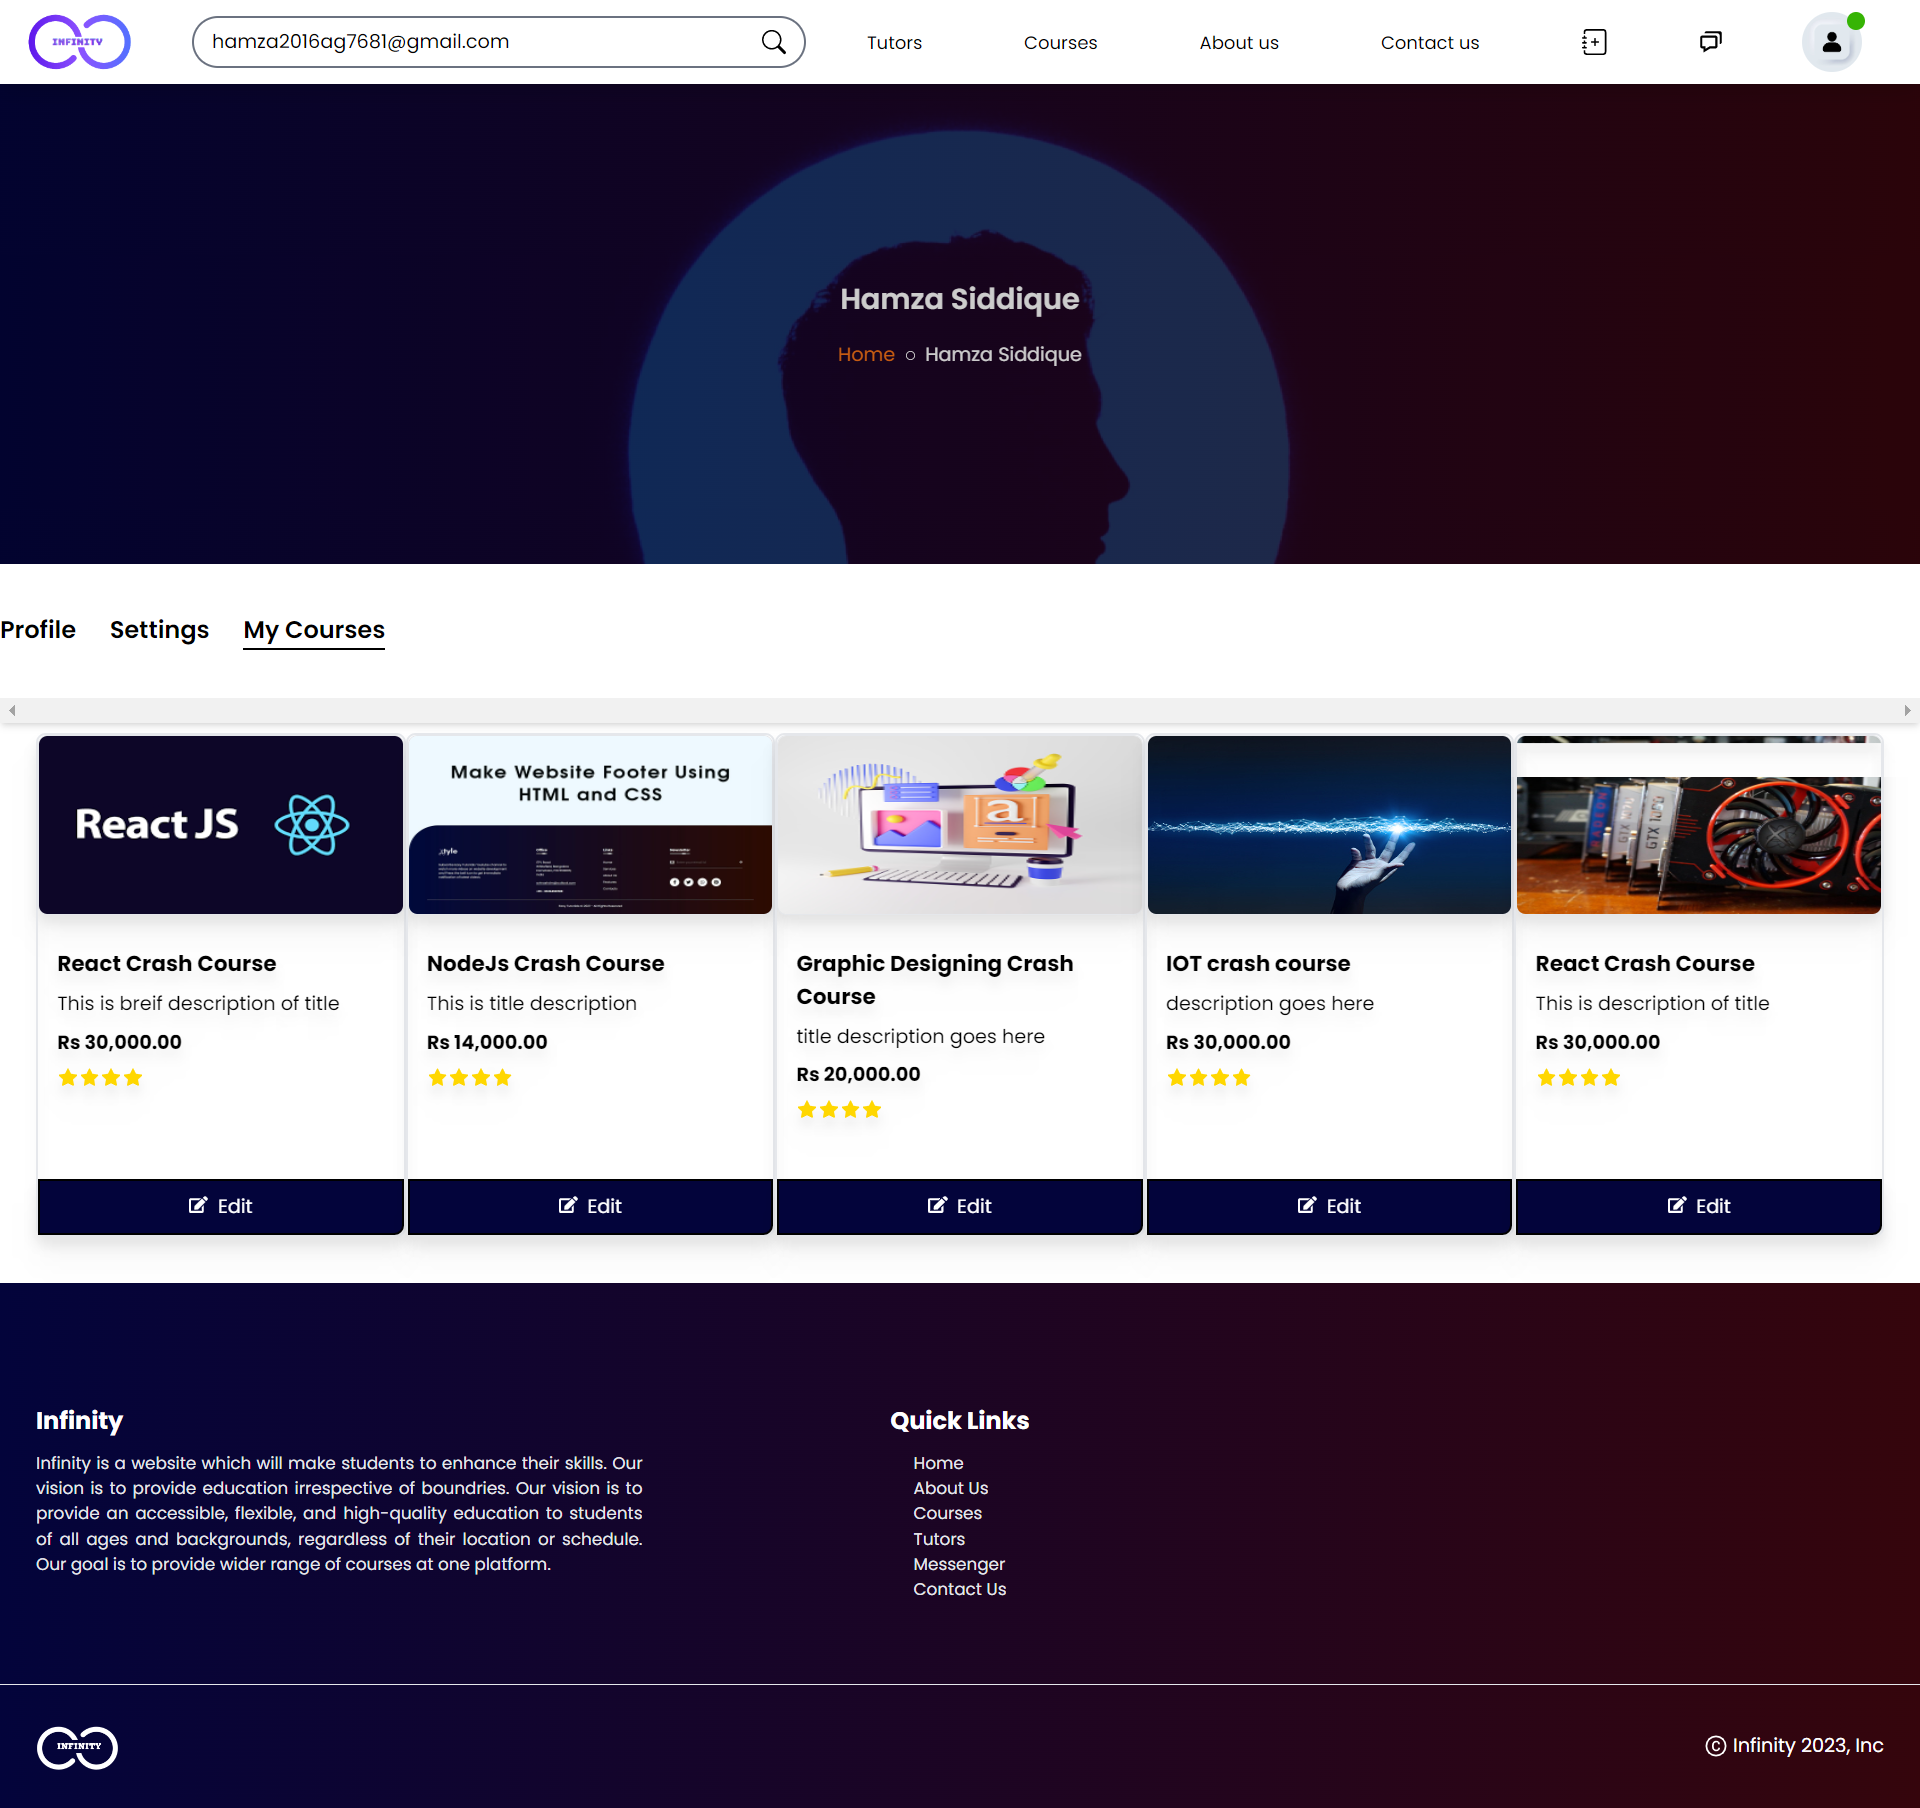 INFINITY
hamza2016ag7681@gmail.com
Tutors
Courses
About us
Contact us
Hamza Siddique
Home ○ Hamza Siddique
Profile
Settings
My Courses
React JS
Make Website Footer Using
HTML and CSS
Office
Links
Newsletter
a
GTX 1060
GTX 1080
React Crash Course
This is breif description of title
Rs 30,000.00
Edit
NodeJs Crash Course
This is title description
Rs 14,000.00
Edit
Graphic Designing Crash
Course
title description goes here
Rs 20,000.00
Edit
IOT crash course
description goes here
Rs 30,000.00
Edit
React Crash Course
This is description of title
Rs 30,000.00
Edit
Infinity
Infinity is a website which will make students to enhance their skills. Our
vision is to provide education irrespective of boundries. Our vision is to
provide an accessible, flexible, and high-quality education to students
of all ages and backgrounds, regardless of their location or schedule.
Our goal is to provide wider range of courses at one platform.
Quick Links
Home
About Us
Courses
Tutors
Messenger
Contact Us
INFINITY
© Infinity 2023, Inc